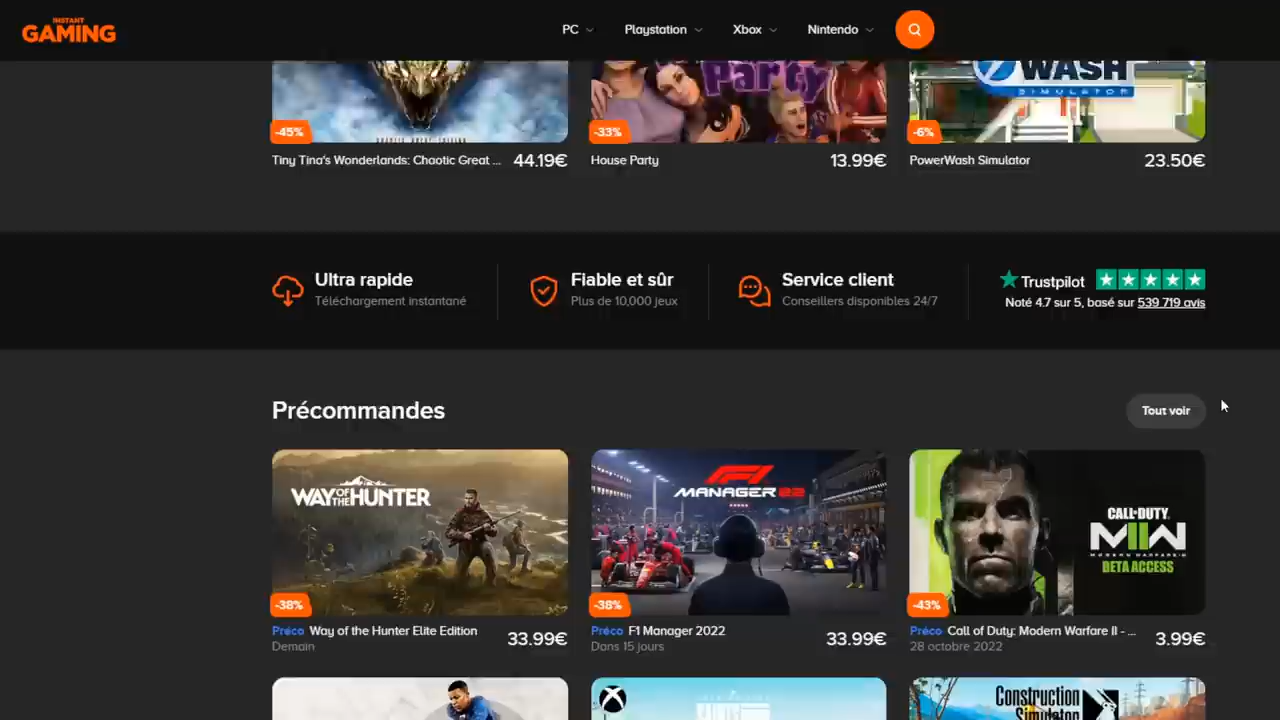 INSTANT
GAMING
PC
Playstation
Xbox
Nintendo
Party
WASH
SIMULATOR
-45%
-33%
-6%
Tiny Tina's Wonderlands: Chaotic Great ...
44.19€
House Party
13.99€
PowerWash Simulator
23.50€
Ultra rapide
Téléchargement instantané
Fiable et sûr
Plus de 10,000 jeux
Service client
Conseillers disponibles 24/7
Trustpilot
Noté 4.7 sur 5, basé sur 539 719 avis
Précommandes
Tout voir
WAY OF THE HUNTER
F1
MANAGER 22
CALL OF DUTY
MWII
MODERN WARFARE II
BETA ACCESS
-38%
-38%
-43%
Préco Way of the Hunter Elite Edition
33.99€
Demain
Préco F1 Manager 2022
33.99€
Dans 15 jours
Préco Call of Duty: Modern Warfare II - ...
3.99€
28 octobre 2022
Construction
Simulator